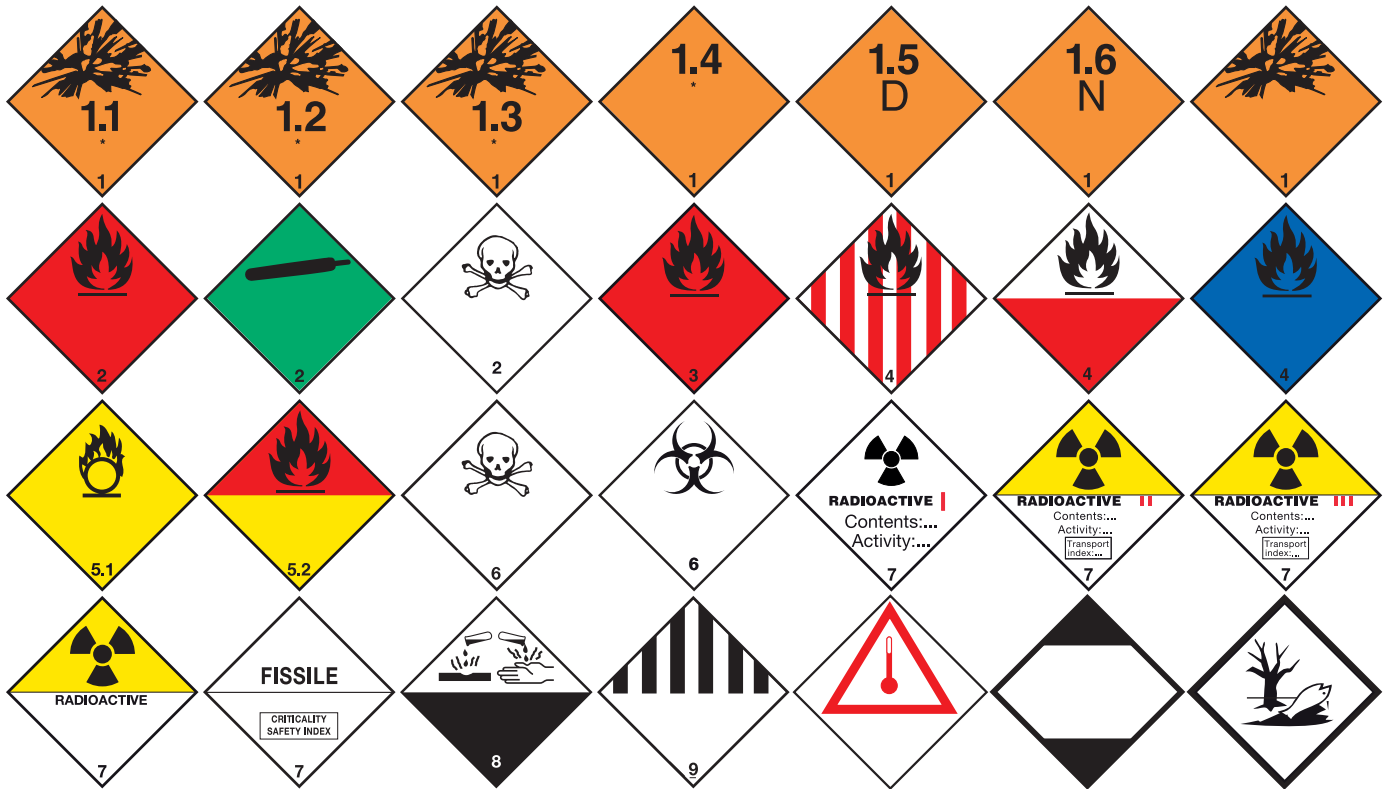 1.1
*
1
1.2
*
1
1.3
*
1
1.4
*
1
1.5
D
1
1.6
N
1
1
2
2
2
3
4
4
4
5.1
5.2
6
6
RADIOACTIVE I
Contents:...
Activity:...
7
RADIOACTIVE II
Contents:...
Activity:...
Transport
index:...
7
RADIOACTIVE III
Contents:...
Activity:...
Transport
index:...
7
RADIOACTIVE
7
FISSILE
CRITICALITY
SAFETY INDEX
7
8
9